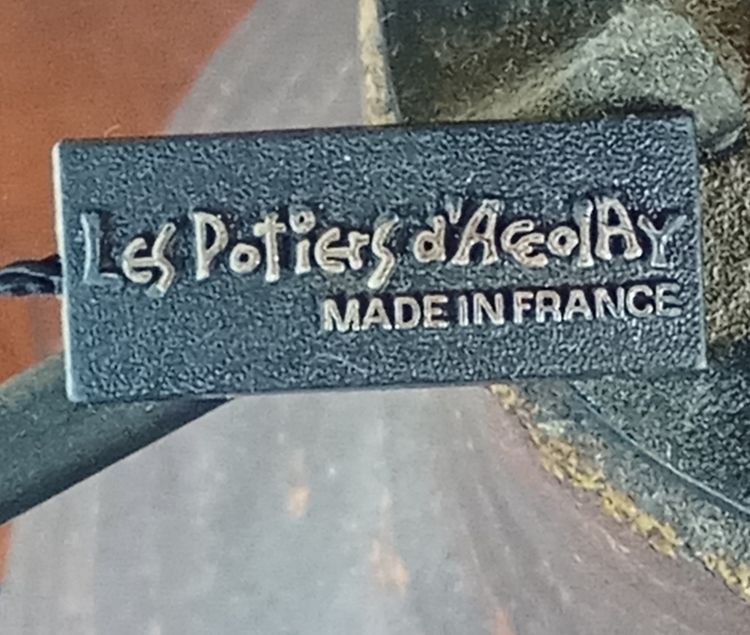 Les Potiers d'AccolAY
MADE IN FRANCE